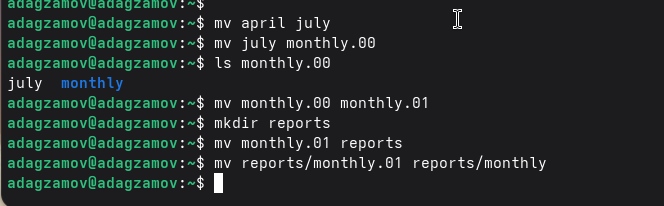 adagzamov@adagzamov:~$
adagzamov@adagzamov:~$ mv april july
adagzamov@adagzamov:~$ mv july monthly.00
adagzamov@adagzamov:~$ ls monthly.00
july  monthly
adagzamov@adagzamov:~$ mv monthly.00 monthly.01
adagzamov@adagzamov:~$ mkdir reports
adagzamov@adagzamov:~$ mv monthly.01 reports
adagzamov@adagzamov:~$ mv reports/monthly.01 reports/monthly
adagzamov@adagzamov:~$